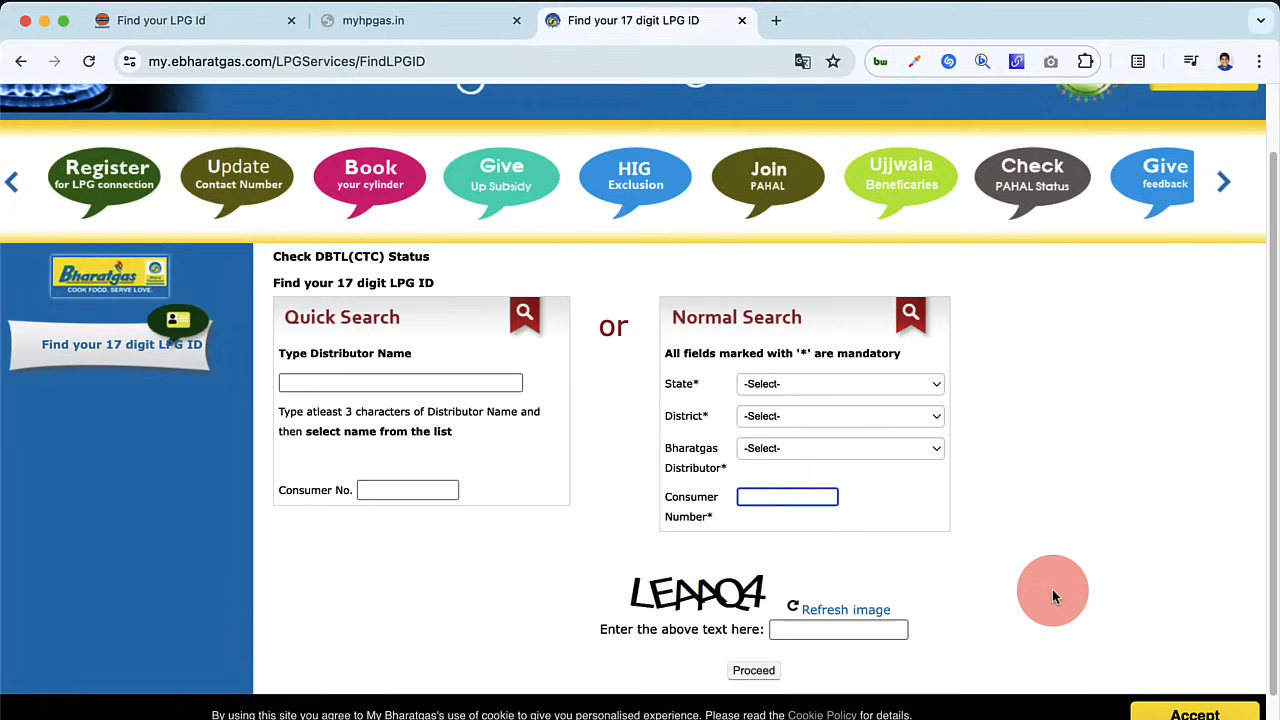 Find your LPG Id
myhpgas.in
Find your 17 digit LPG ID
my.ebharatgas.com/LPGServices/FindLPGID
bw
Register
for LPG connection
Update
Contact Number
Book
your cylinder
Give
Up Subsidy
HIG
Exclusion
Join
PAHAL
Ujjwala
Beneficaries
Check
PAHAL Status
Give
feedback
Bharatgas
COOK FOOD. SERVE LOVE.
Find your 17 digit LPG ID
Check DBTL(CTC) Status
Find your 17 digit LPG ID
Quick Search
Type Distributor Name
Type atleast 3 characters of Distributor Name and
then select name from the list
Consumer No.
or
Normal Search
All fields marked with '*' are mandatory
State* -Select-
District* -Select-
Bharatgas -Select-
Distributor*
Consumer
Number*
LEAAQ4
Refresh image
Enter the above text here:
Proceed
By using this site you agree to My Bharatgas's use of cookie to give you personalised experience. Please read the Cookie Policy for details.
Accept